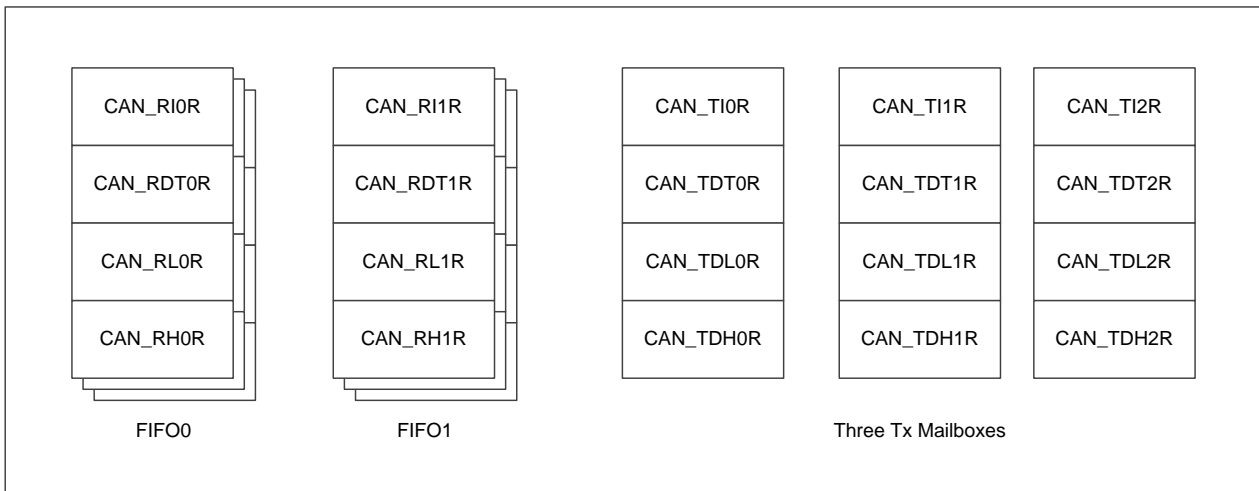 CAN_RI0R
CAN_RDT0R
CAN_RL0R
CAN_RH0R
FIFO0
CAN_RI1R
CAN_RDT1R
CAN_RL1R
CAN_RH1R
FIFO1
CAN_TI0R
CAN_TDT0R
CAN_TDL0R
CAN_TDH0R
CAN_TI1R
CAN_TDT1R
CAN_TDL1R
CAN_TDH1R
CAN_TI2R
CAN_TDT2R
CAN_TDL2R
CAN_TDH2R
Three Tx Mailboxes